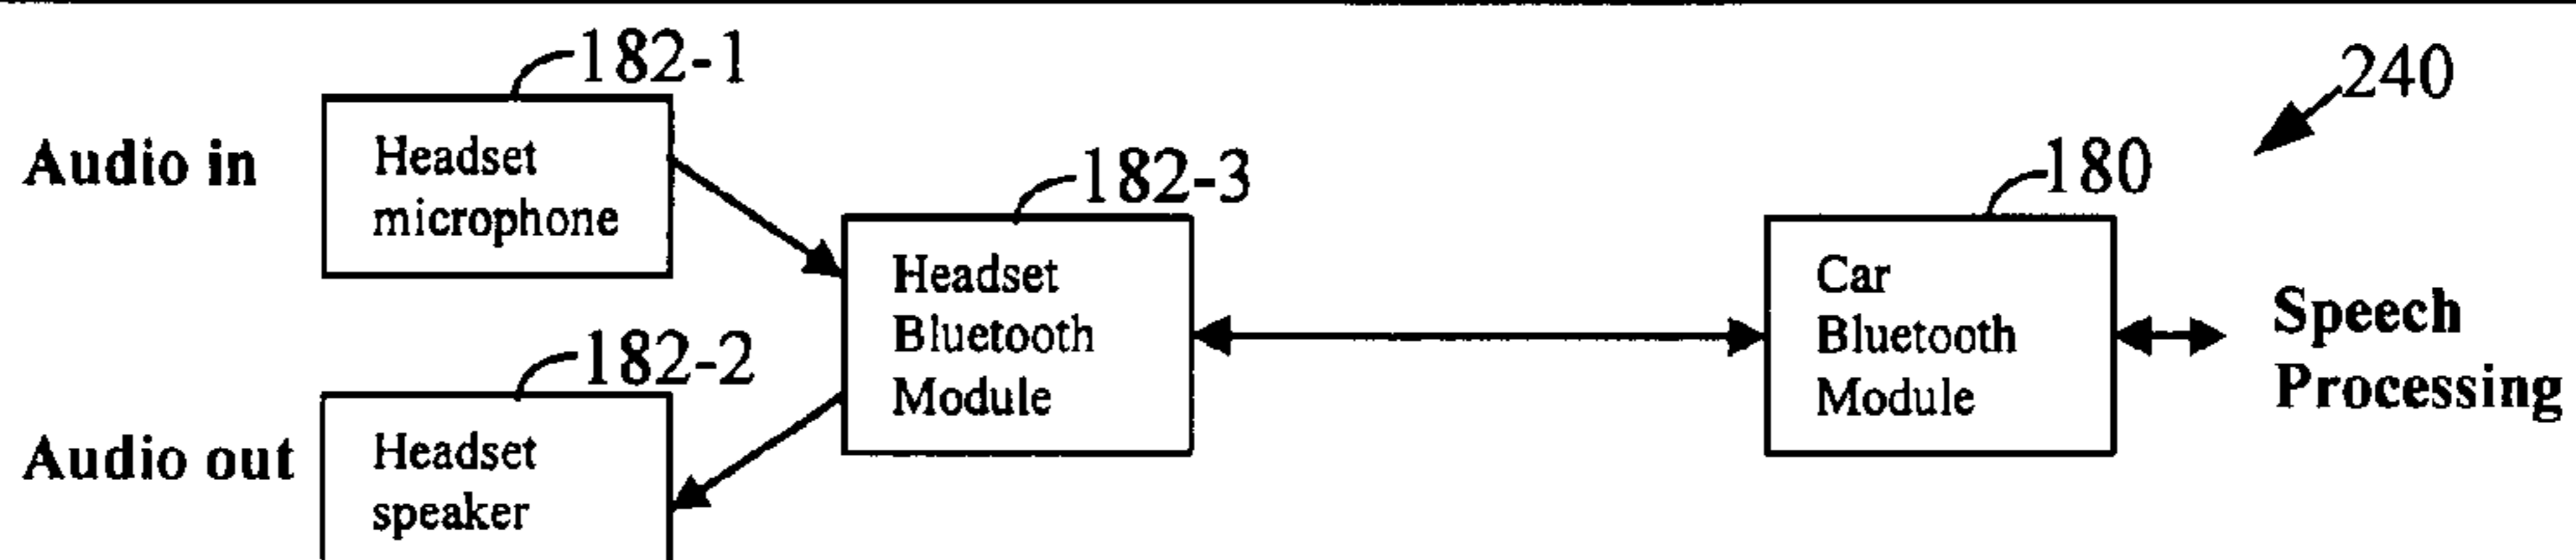 182-1
240
Audio in
Headset
microphone
182-3
180
Headset
Bluetooth
Module
Car
Bluetooth
Module
Speech
Processing
182-2
Audio out
Headset
speaker